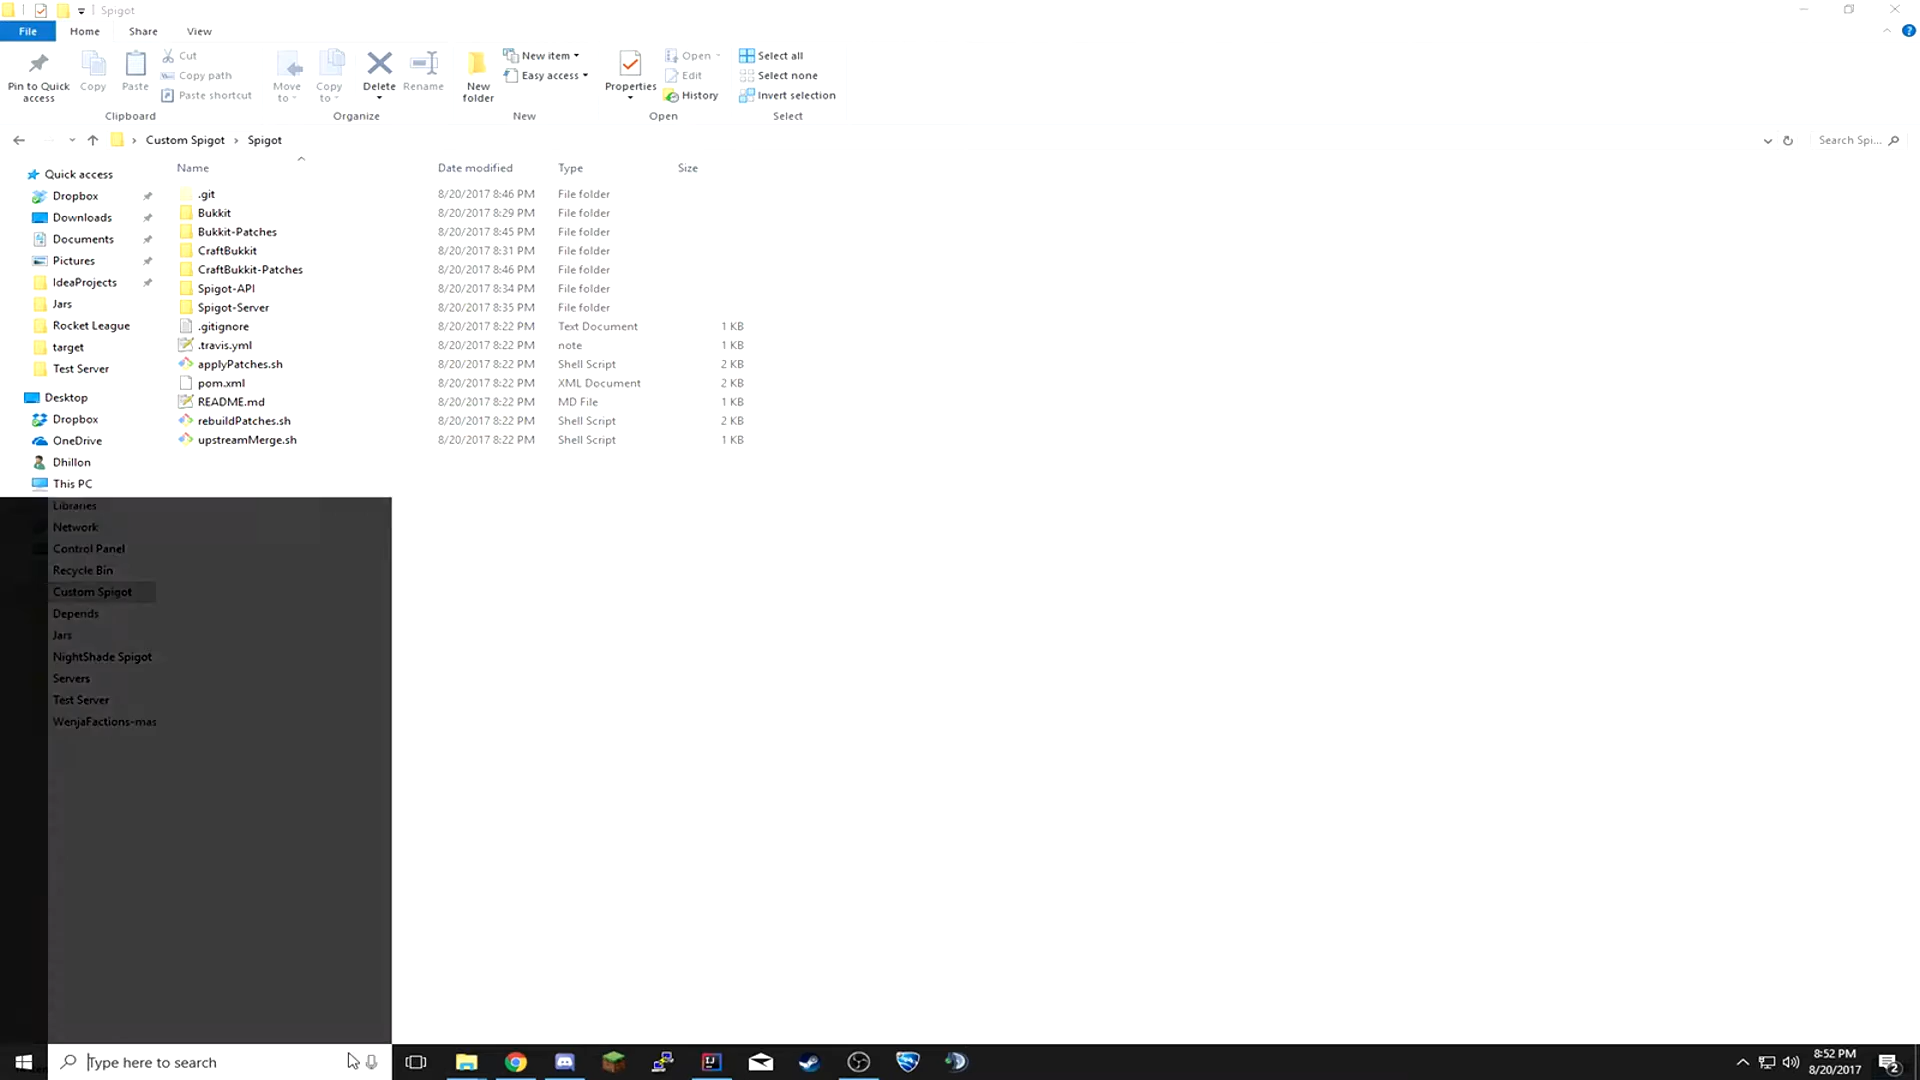 Spigot
File Home Share View
Pin to Quick access
Copy
Paste
Cut
Copy path
Paste shortcut
Clipboard
Move to
Copy to
Delete
Rename
Organize
New folder
New item
Easy access
New
Properties
Open
Edit
History
Open
Select all
Select none
Invert selection
Select
Custom Spigot › Spigot
Search Spi...
Name Date modified Type Size
.git 8/20/2017 8:46 PM File folder
Bukkit 8/20/2017 8:29 PM File folder
Bukkit-Patches 8/20/2017 8:45 PM File folder
CraftBukkit 8/20/2017 8:31 PM File folder
CraftBukkit-Patches 8/20/2017 8:46 PM File folder
Spigot-API 8/20/2017 8:34 PM File folder
Spigot-Server 8/20/2017 8:35 PM File folder
.gitignore 8/20/2017 8:22 PM Text Document 1 KB
.travis.yml 8/20/2017 8:22 PM note 1 KB
applyPatches.sh 8/20/2017 8:22 PM Shell Script 2 KB
pom.xml 8/20/2017 8:22 PM XML Document 2 KB
README.md 8/20/2017 8:22 PM MD File 1 KB
rebuildPatches.sh 8/20/2017 8:22 PM Shell Script 2 KB
upstreamMerge.sh 8/20/2017 8:22 PM Shell Script 1 KB
Quick access
Dropbox
Downloads
Documents
Pictures
IdeaProjects
Jars
Rocket League
target
Test Server
Desktop
Dropbox
OneDrive
Dhillon
This PC
Libraries
Network
Control Panel
Recycle Bin
Custom Spigot
Depends
Jars
NightShade Spigot
Servers
Test Server
WenjaFactions-mas
Type here to search
8:52 PM
8/20/2017
2